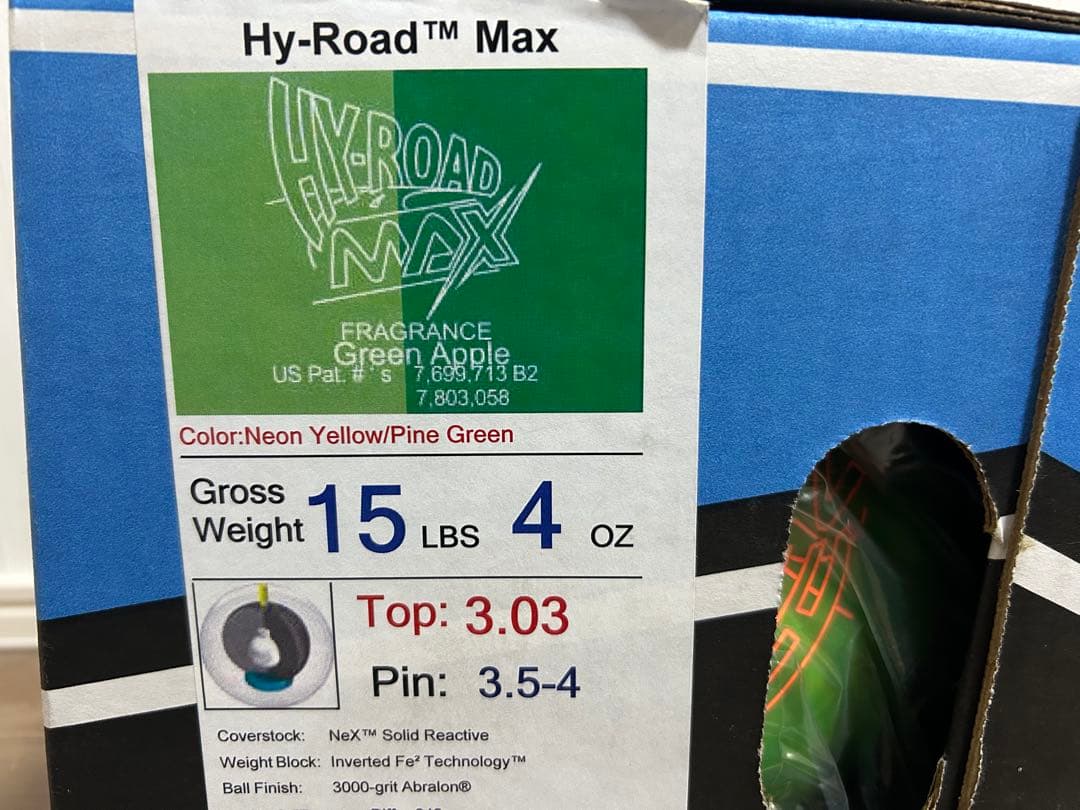 Hy-Road™ Max
HY-ROAD
MAX
FRAGRANCE
Green Apple
US Pat. #'s 7,699,713 B2
7,803,058
Color:Neon Yellow/Pine Green
Gross Weight 15 LBS 4 OZ
Top: 3.03
Pin: 3.5-4
Coverstock: NeX™ Solid Reactive
Weight Block: Inverted Fe² Technology™
Ball Finish: 3000-grit Abralon®